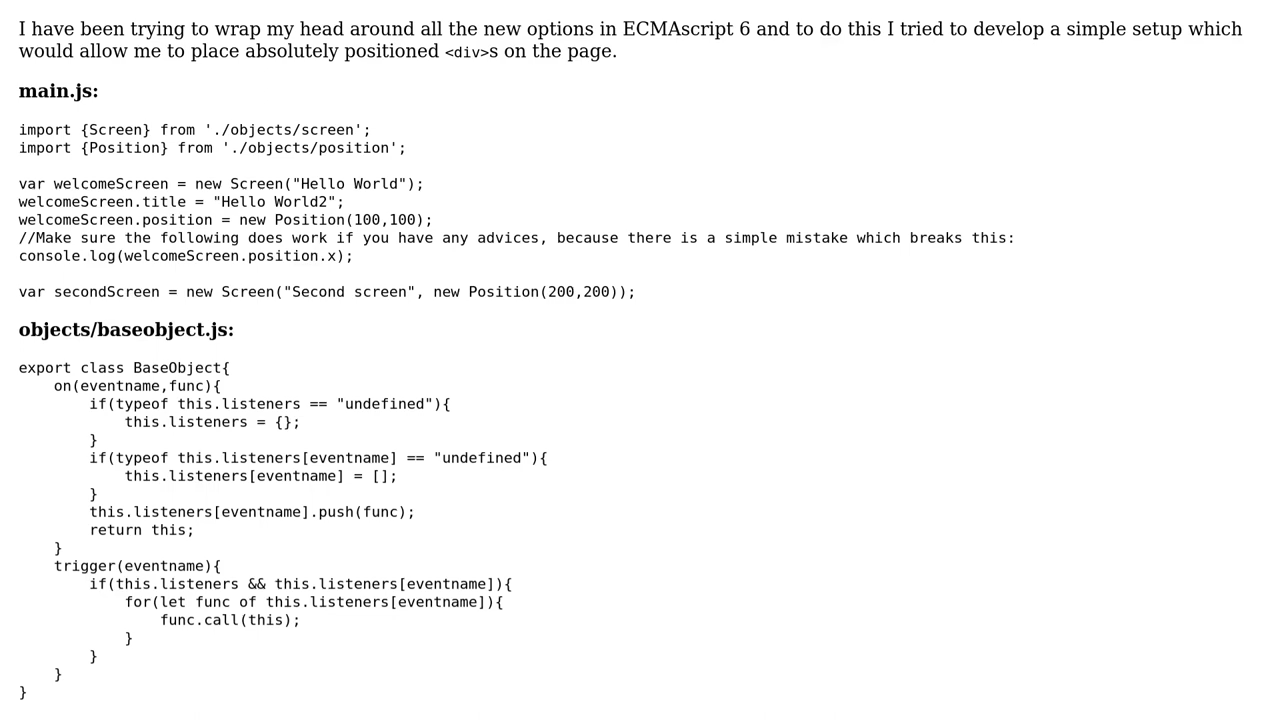 I have been trying to wrap my head around all the new options in ECMAscript 6 and to do this I tried to develop a simple setup which
would allow me to place absolutely positioned <div>s on the page.
main.js:
import {Screen} from './objects/screen';
import {Position} from './objects/position';
var welcomeScreen = new Screen("Hello World");
welcomeScreen.title = "Hello World2";
welcomeScreen.position = new Position(100,100);
//Make sure the following does work if you have any advices, because there is a simple mistake which breaks this:
console.log(welcomeScreen.position.x);
var secondScreen = new Screen("Second screen", new Position(200,200));
objects/baseobject.js:
export class BaseObject{
    on(eventname,func){
        if(typeof this.listeners == "undefined"){
            this.listeners = {};
        }
        if(typeof this.listeners[eventname] == "undefined"){
            this.listeners[eventname] = [];
        }
        this.listeners[eventname].push(func);
        return this;
    }
    trigger(eventname){
        if(this.listeners && this.listeners[eventname]){
            for(let func of this.listeners[eventname]){
                func.call(this);
            }
        }
    }
}